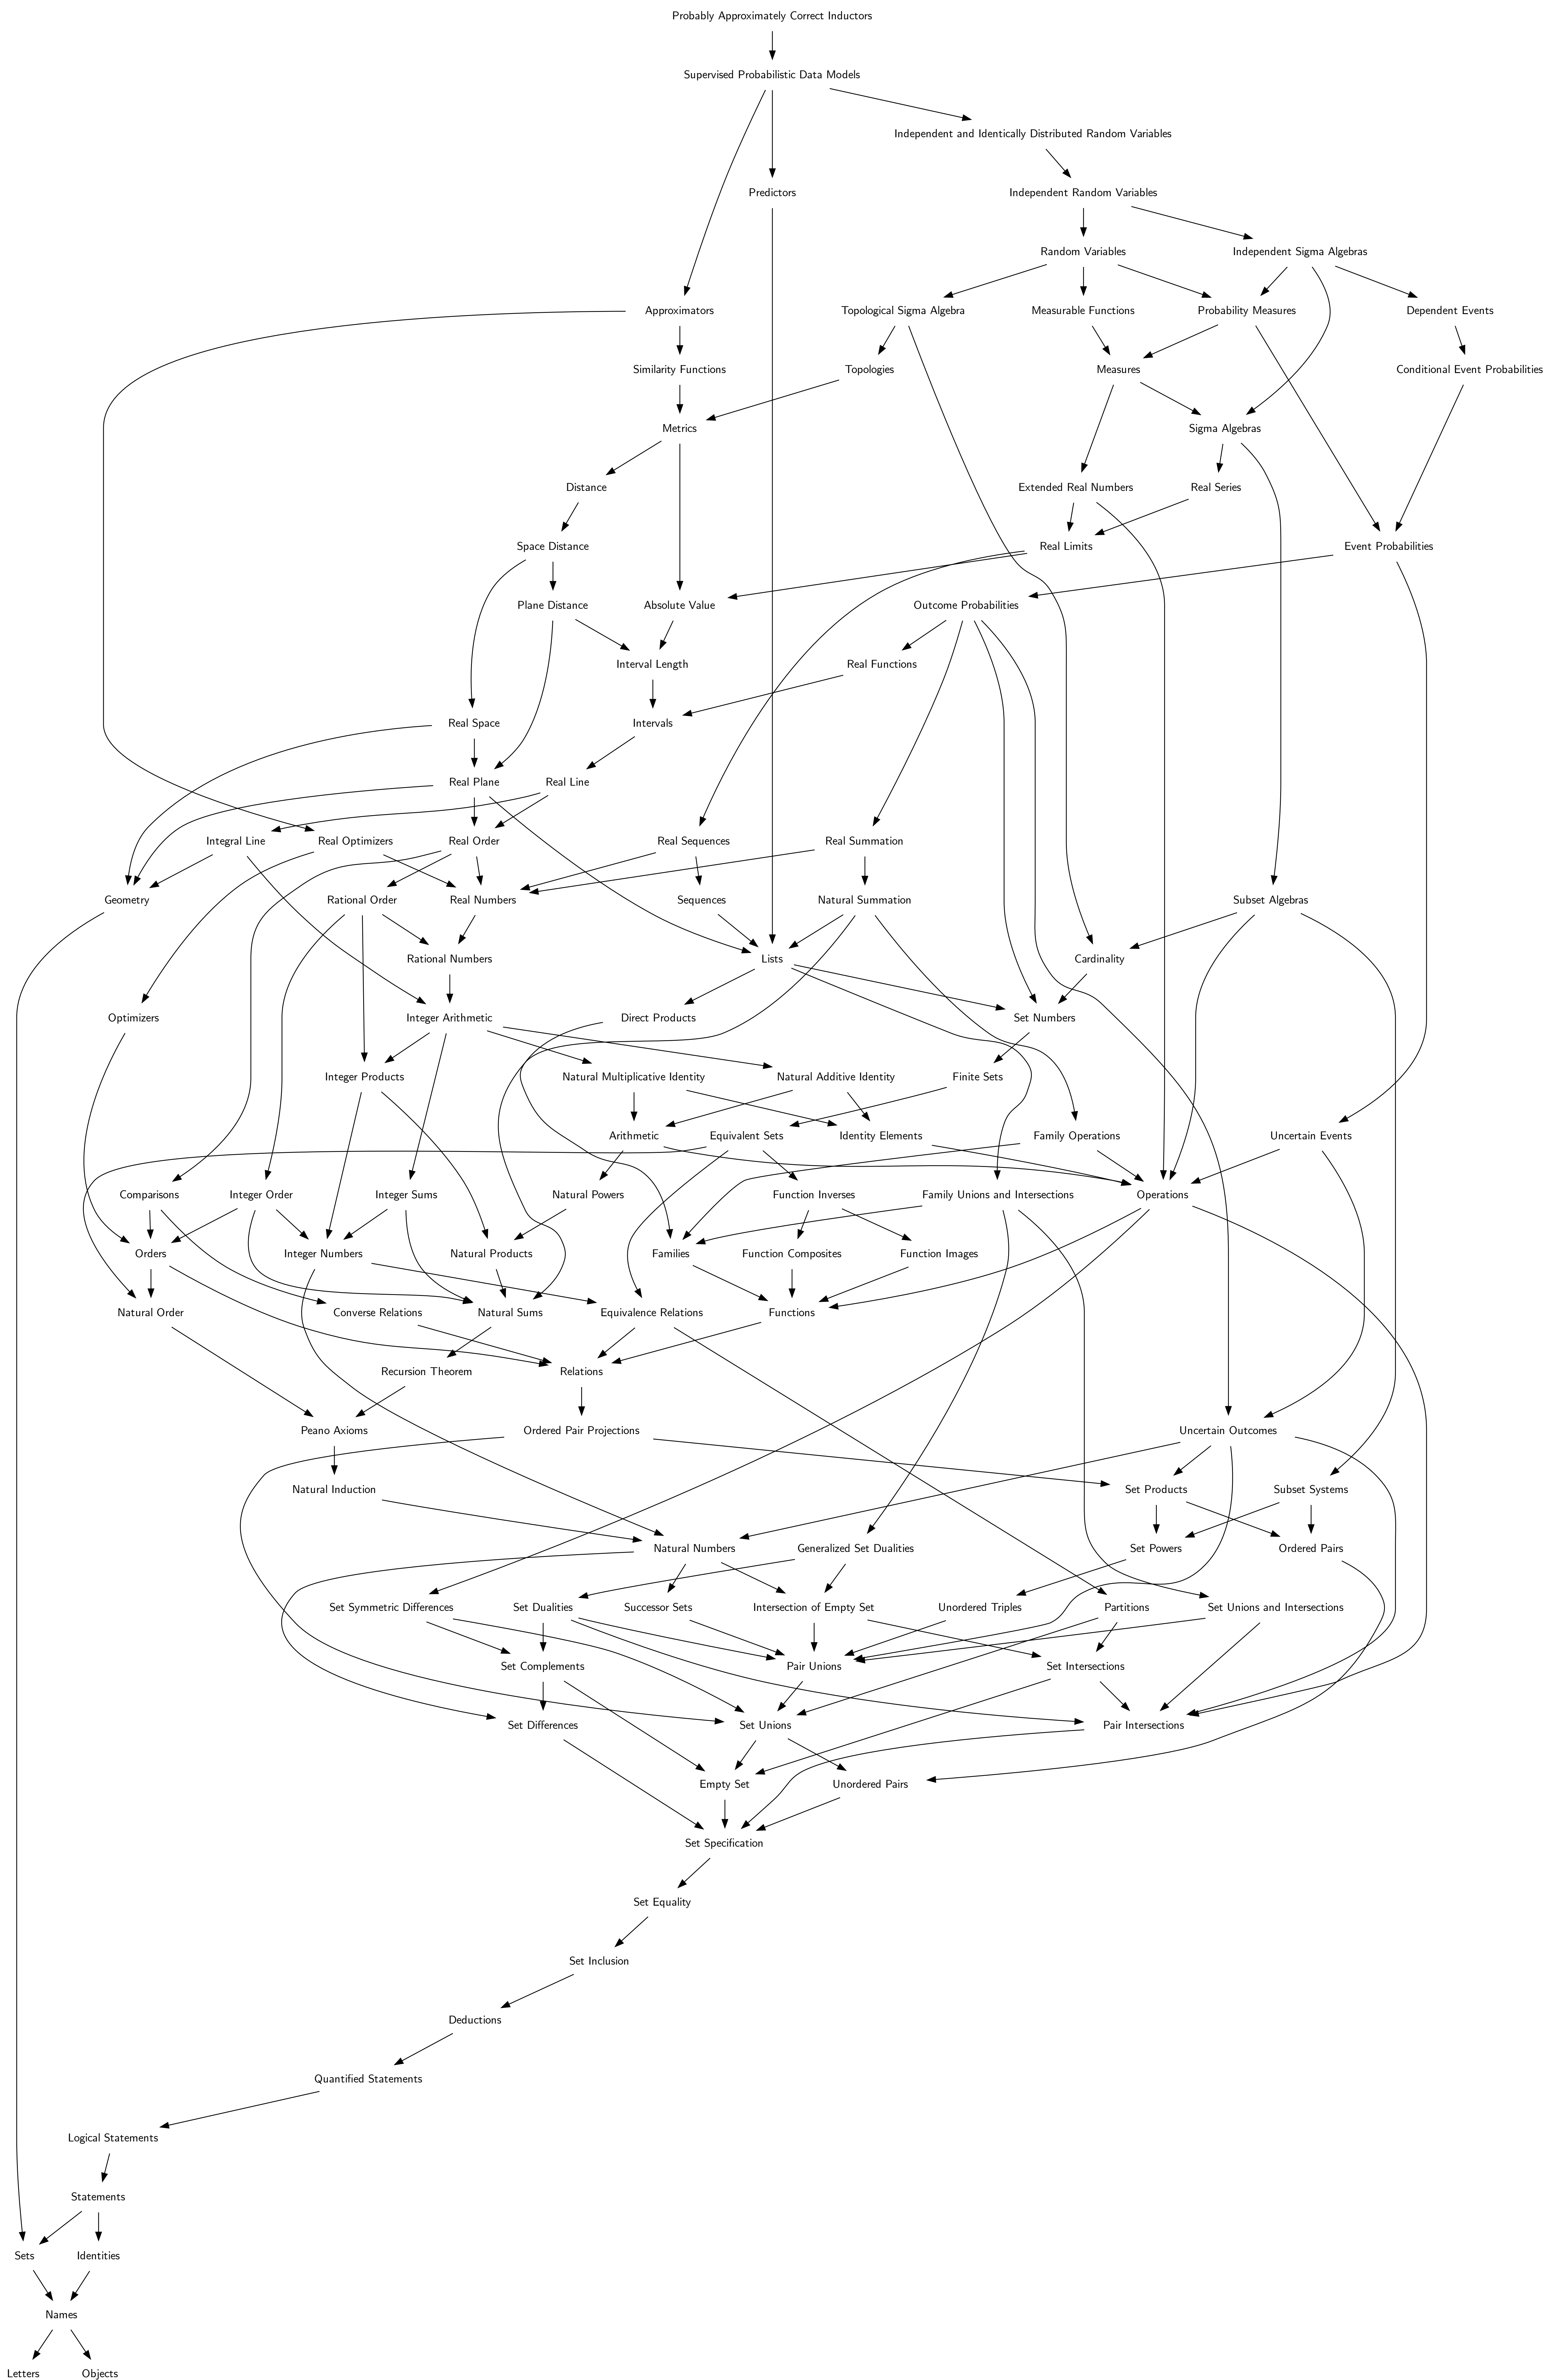 Probably Approximately Correct Inductors
Supervised Probabilistic Data Models
Independent and Identically Distributed Random Variables
Predictors
Independent Random Variables
Random Variables
Independent Sigma Algebras
Approximators
Topological Sigma Algebra
Measurable Functions
Probability Measures
Dependent Events
Similarity Functions
Topologies
Measures
Conditional Event Probabilities
Metrics
Sigma Algebras
Distance
Extended Real Numbers
Real Series
Space Distance
Real Limits
Event Probabilities
Plane Distance
Absolute Value
Outcome Probabilities
Interval Length
Real Functions
Real Space
Intervals
Real Plane
Real Line
Integral Line
Real Optimizers
Real Order
Real Sequences
Real Summation
Geometry
Rational Order
Real Numbers
Sequences
Natural Summation
Subset Algebras
Rational Numbers
Lists
Cardinality
Optimizers
Integer Arithmetic
Direct Products
Set Numbers
Integer Products
Natural Multiplicative Identity
Natural Additive Identity
Finite Sets
Arithmetic
Equivalent Sets
Identity Elements
Family Operations
Uncertain Events
Comparisons
Integer Order
Integer Sums
Natural Powers
Function Inverses
Family Unions and Intersections
Operations
Orders
Integer Numbers
Natural Products
Families
Function Composites
Function Images
Natural Order
Converse Relations
Natural Sums
Equivalence Relations
Functions
Recursion Theorem
Relations
Peano Axioms
Ordered Pair Projections
Uncertain Outcomes
Natural Induction
Set Products
Subset Systems
Natural Numbers
Generalized Set Dualities
Set Powers
Ordered Pairs
Set Symmetric Differences
Set Dualities
Successor Sets
Intersection of Empty Set
Unordered Triples
Partitions
Set Unions and Intersections
Set Complements
Pair Unions
Set Intersections
Set Differences
Set Unions
Pair Intersections
Empty Set
Unordered Pairs
Set Specification
Set Equality
Set Inclusion
Deductions
Quantified Statements
Logical Statements
Statements
Sets
Identities
Names
Letters
Objects